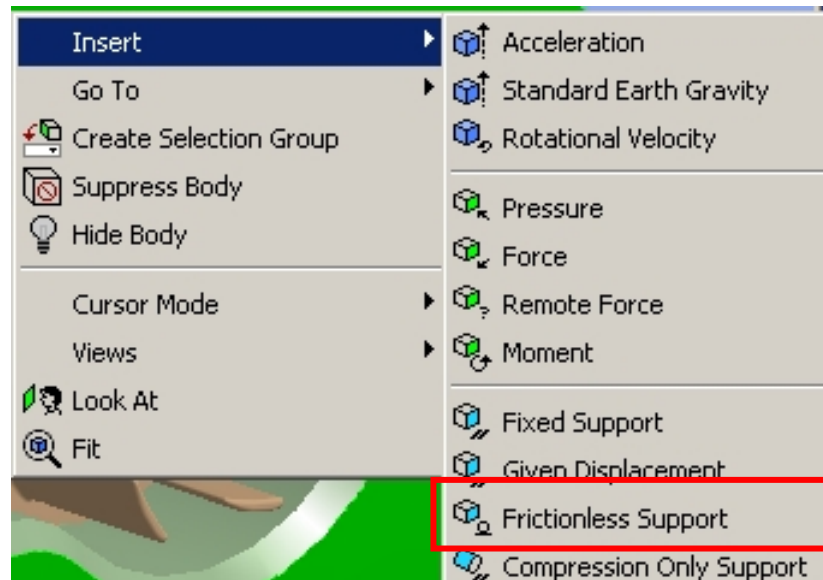 Insert
Go To
Create Selection Group
Suppress Body
Hide Body
Cursor Mode
Views
Look At
Fit
Acceleration
Standard Earth Gravity
Rotational Velocity
Pressure
Force
Remote Force
Moment
Fixed Support
Given Displacement
Frictionless Support
Compression Only Support